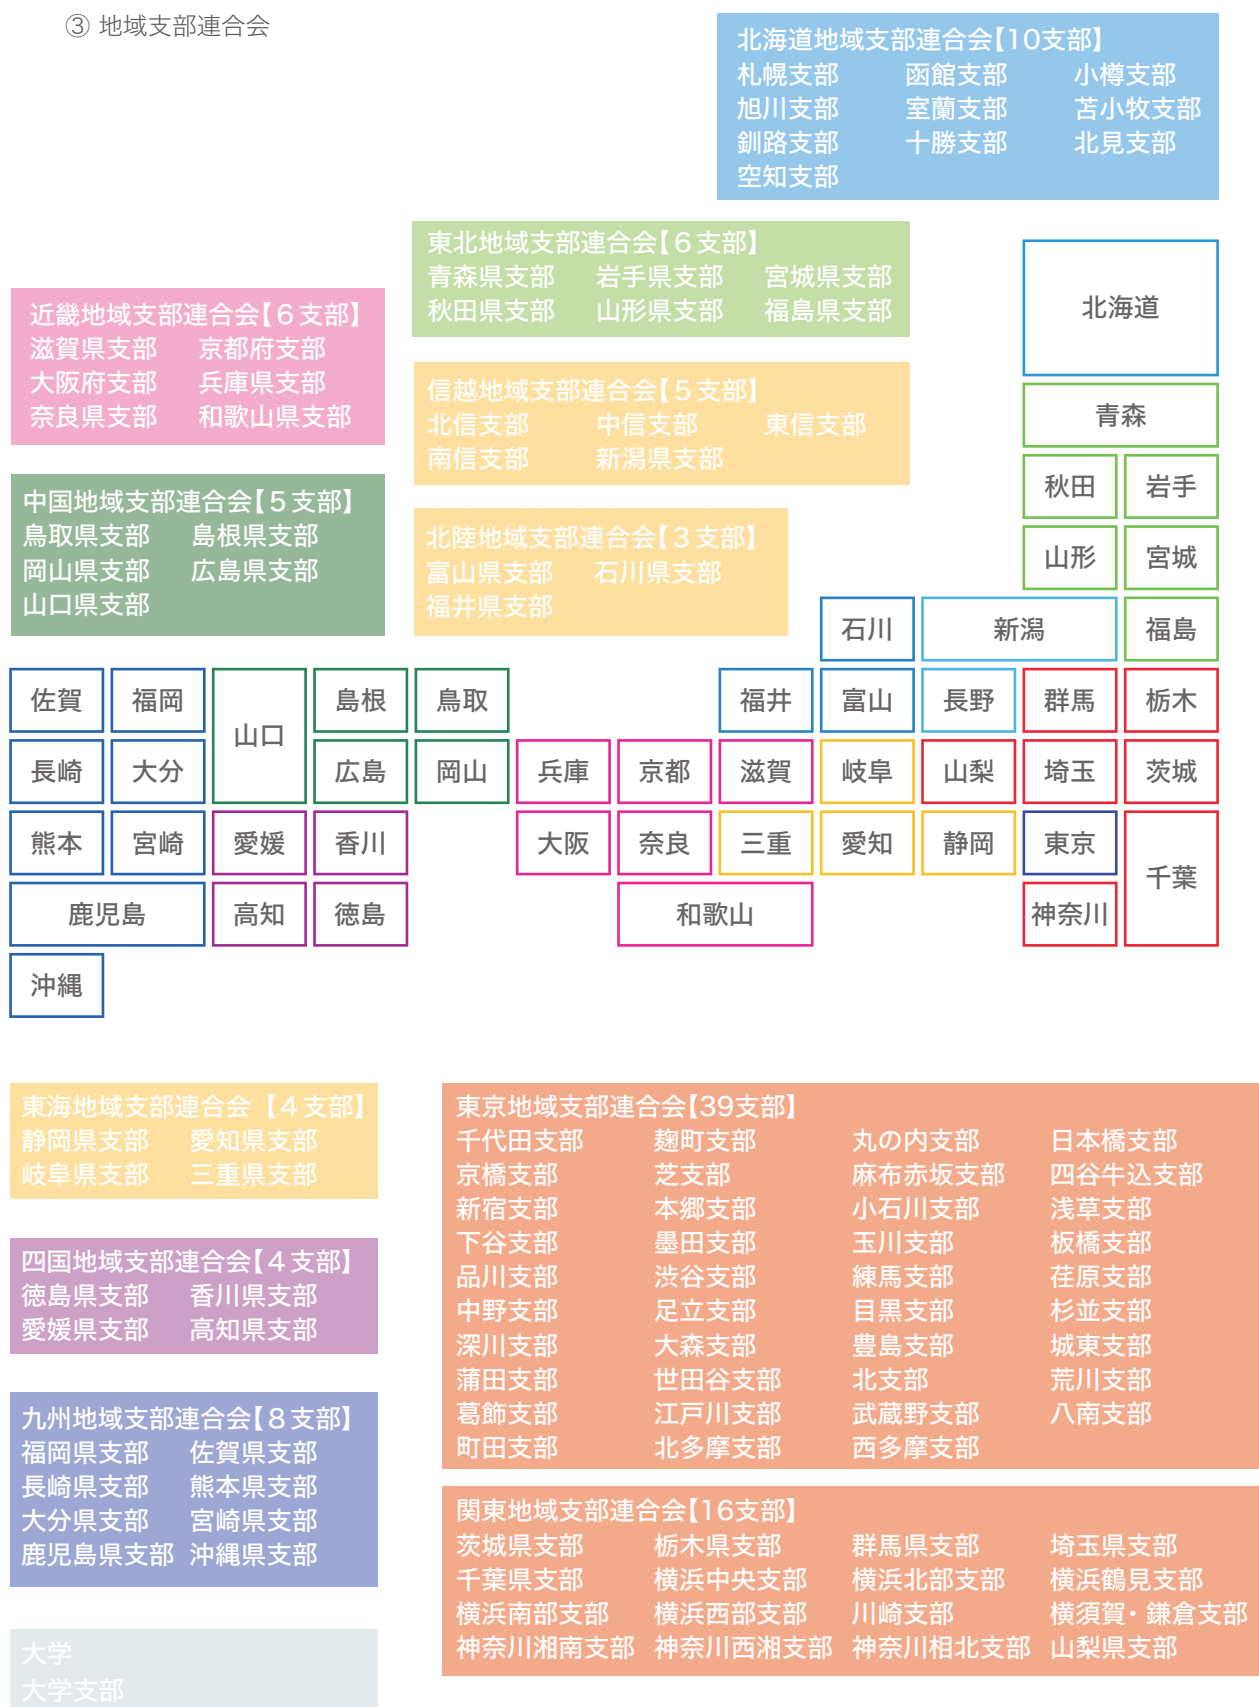 ③ 地域支部連合会
北海道地域支部連合会【10支部】
札幌支部 函館支部 小樽支部
旭川支部 室蘭支部 苫小牧支部
釧路支部 十勝支部 北見支部
空知支部
東北地域支部連合会【6支部】
青森県支部 岩手県支部 宮城県支部
秋田県支部 山形県支部 福島県支部
近畿地域支部連合会【6支部】
滋賀県支部 京都府支部
大阪府支部 兵庫県支部
奈良県支部 和歌山県支部
信越地域支部連合会【5支部】
北信支部 中信支部 東信支部
南信支部 新潟県支部
中国地域支部連合会【5支部】
鳥取県支部 島根県支部
岡山県支部 広島県支部
山口県支部
北陸地域支部連合会【3支部】
富山県支部 石川県支部
福井県支部
北海道
青森
秋田 岩手
山形 宮城
石川 新潟 福島
佐賀 福岡 山口 島根 鳥取 福井 富山 長野 群馬 栃木
長崎 大分 広島 岡山 兵庫 京都 滋賀 岐阜 山梨 埼玉 茨城
熊本 宮崎 愛媛 香川 大阪 奈良 三重 愛知 静岡 東京 千葉
鹿児島 高知 徳島 和歌山 神奈川
沖縄
東海地域支部連合会【4支部】
静岡県支部 愛知県支部
岐阜県支部 三重県支部
四国地域支部連合会【4支部】
徳島県支部 香川県支部
愛媛県支部 高知県支部
九州地域支部連合会【8支部】
福岡県支部 佐賀県支部
長崎県支部 熊本県支部
大分県支部 宮崎県支部
鹿児島県支部 沖縄県支部
大学
大学支部
東京地域支部連合会【39支部】
千代田支部 麹町支部 丸の内支部 日本橋支部
京橋支部 芝支部 麻布赤坂支部 四谷牛込支部
新宿支部 本郷支部 小石川支部 浅草支部
下谷支部 墨田支部 玉川支部 板橋支部
品川支部 渋谷支部 練馬支部 荏原支部
中野支部 足立支部 目黒支部 杉並支部
深川支部 大森支部 豊島支部 城東支部
蒲田支部 世田谷支部 北支部 荒川支部
葛飾支部 江戸川支部 武蔵野支部 八南支部
町田支部 北多摩支部 西多摩支部
関東地域支部連合会【16支部】
茨城県支部 栃木県支部 群馬県支部 埼玉県支部
千葉県支部 横浜中央支部 横浜北部支部 横浜鶴見支部
横浜南部支部 横浜西部支部 川崎支部 横須賀・鎌倉支部
神奈川湘南支部 神奈川西湘支部 神奈川相北支部 山梨県支部